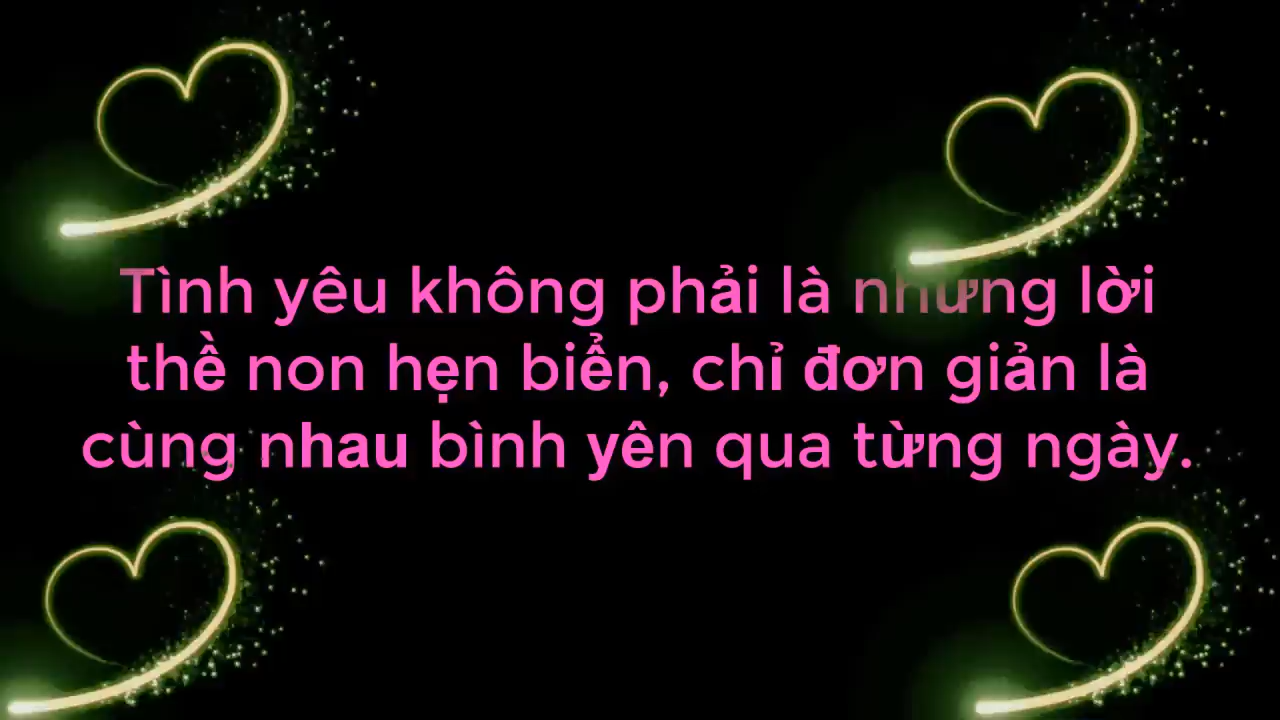 Tình yêu không phải là những lời
thề non hẹn biển, chỉ đơn giản là
cùng nhau bình yên qua từng ngày.